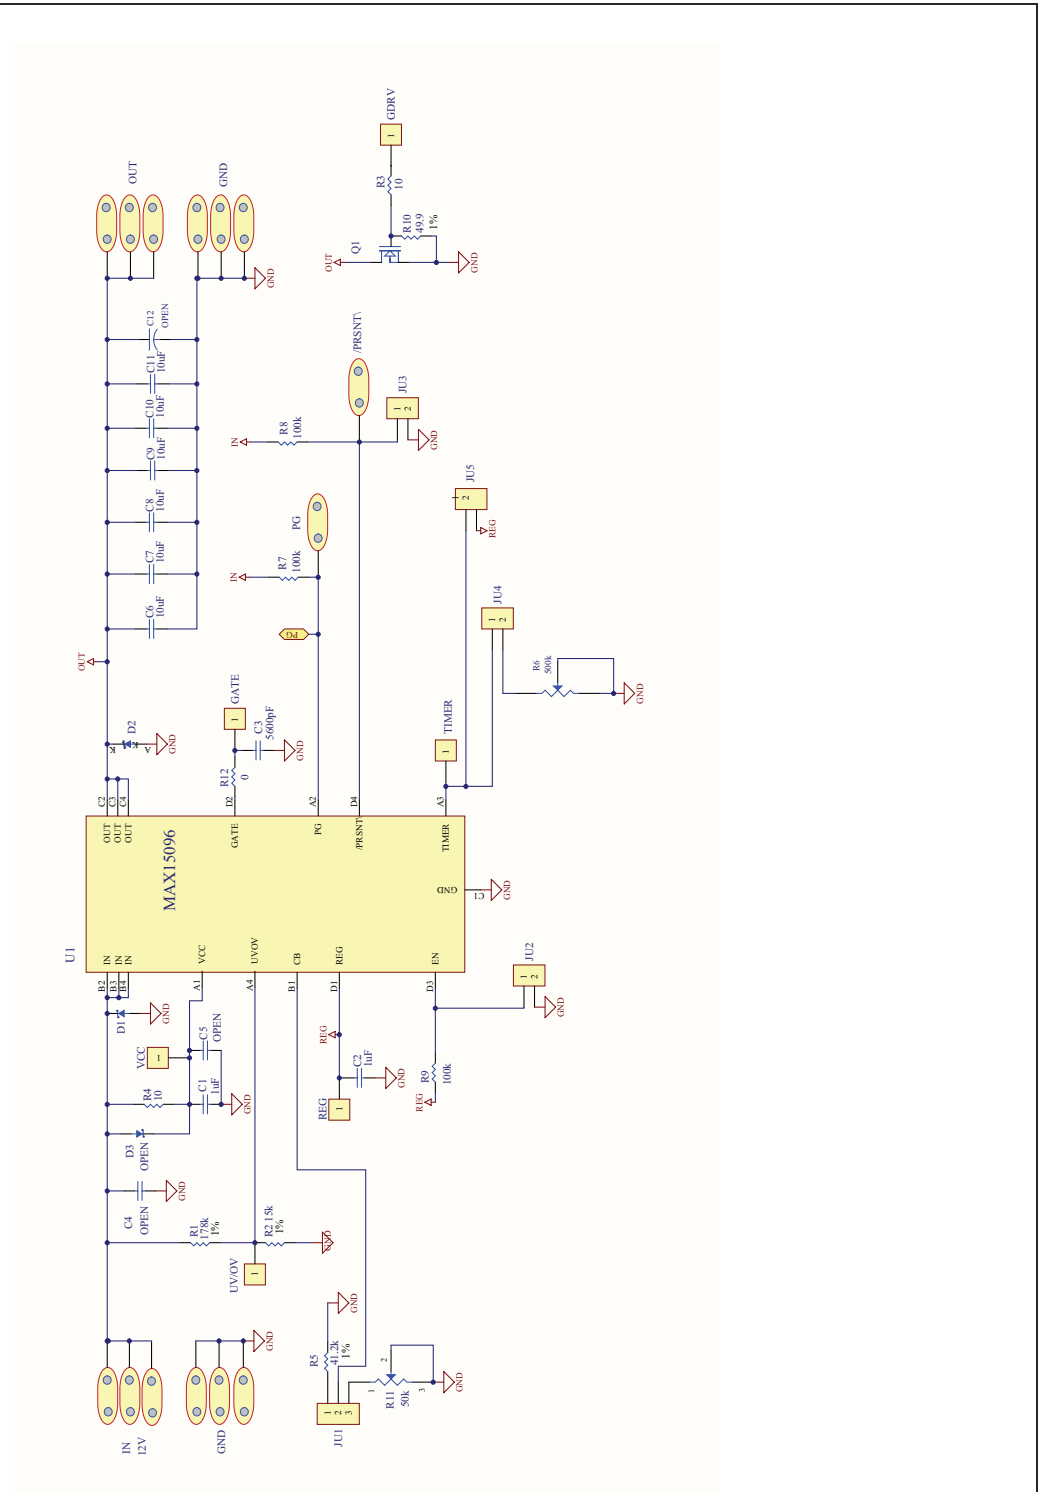 IN
12V
GND
GND
C4
OPEN
GND
D3
OPEN
R4
10
VCC
1
C1
1uF
C5
OPEN
GND
D1
GND
R1
178k
1%
R2 15k
1%
GND
UV/OV
1
JU1
1
2
3
R5
41.2k
1%
GND
R11
50k
1
2
3
GND
REG
1
REG
C2
1uF
GND
REG
R9
100k
JU2
1
2
GND
U1
MAX15096
B2
B3
B4
IN
IN
IN
A1
VCC
A4
UVOV
B1
CB
D1
REG
D3
EN
C1
GND
GND
C2
C3
C4
OUT
OUT
OUT
D2
GATE
A2
PG
D4
/PRSNT\
A3
TIMER
K
K
A
D2
GND
OUT
R12
0
GATE
1
C3
5600pF
GND
PG
IN
R7
100k
PG
IN
R8
100k
/PRSNT\
JU3
1
2
GND
TIMER
1
JU4
1
2
R6
500k
GND
JU5
1
2
REG
C6
10uF
C7
10uF
C8
10uF
C9
10uF
C10
10uF
C11
10uF
C12
OPEN
OUT
GND
GND
OUT
Q1
R10
49.9
1%
GND
R3
10
GDRV
1